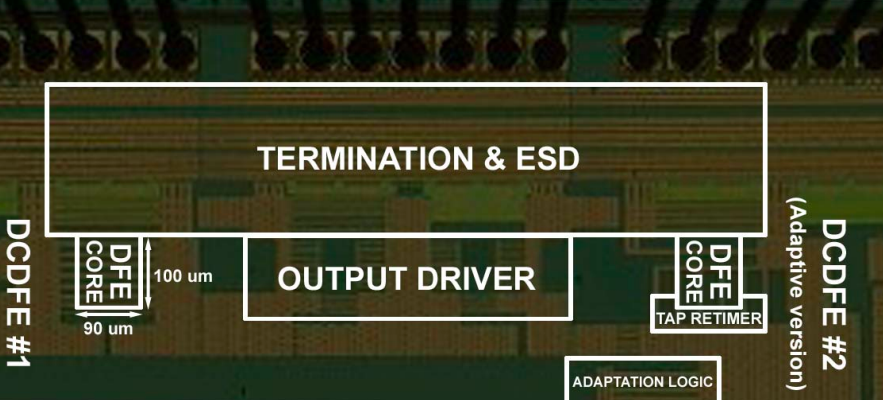 TERMINATION & ESD
DCDFE #1
DFE
CORE
100 um
90 um
OUTPUT DRIVER
DFE
CORE
TAP RETIMER
(Adaptive version)
DCDFE #2
ADAPTATION LOGIC